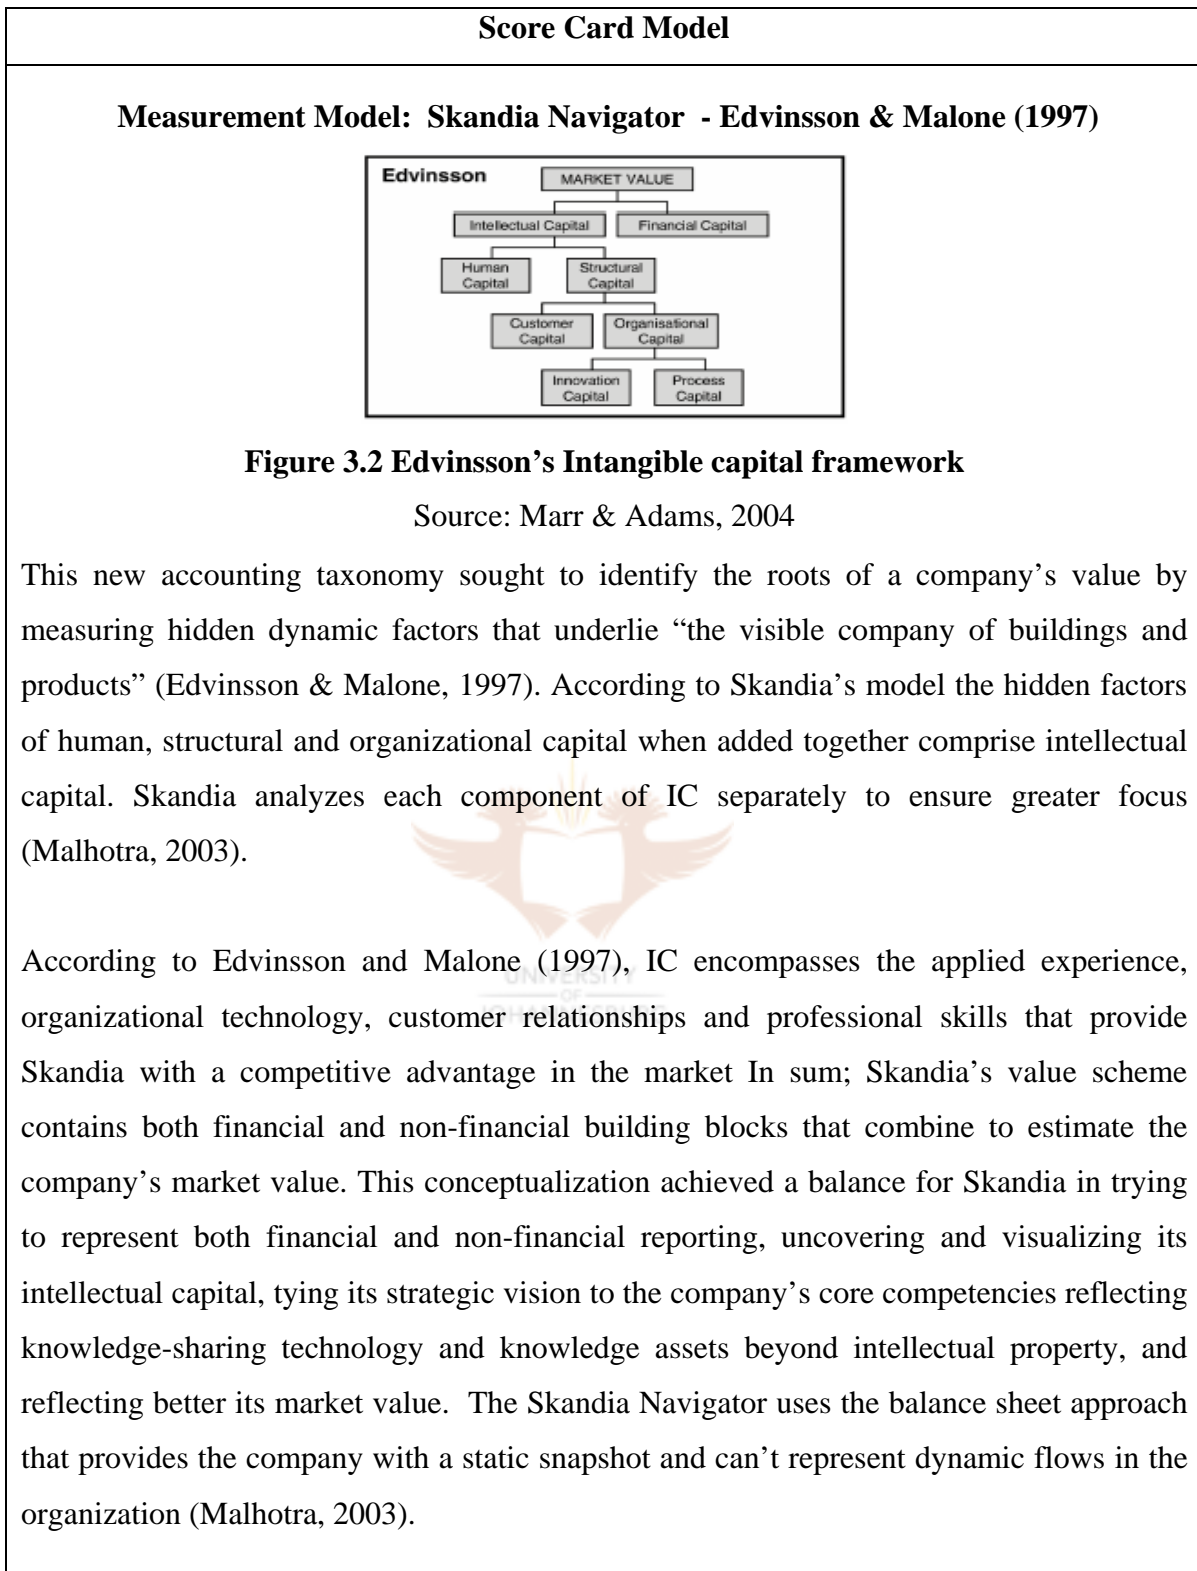 Score Card Model
Measurement Model: Skandia Navigator - Edvinsson & Malone (1997)
Edvinsson
MARKET VALUE
Intellectual Capital
Financial Capital
Human
Capital
Structural
Capital
Customer
Capital
Organisational
Capital
Innovation
Capital
Process
Capital
Figure 3.2 Edvinsson's Intangible capital framework
Source: Marr & Adams, 2004
This new accounting taxonomy sought to identify the roots of a company's value by
measuring hidden dynamic factors that underlie “the visible company of buildings and
products” (Edvinsson & Malone, 1997). According to Skandia's model the hidden factors
of human, structural and organizational capital when added together comprise intellectual
capital. Skandia analyzes each component of IC separately to ensure greater focus
(Malhotra, 2003).
According to Edvinsson and Malone (1997), IC encompasses the applied experience,
organizational technology, customer relationships and professional skills that provide
Skandia with a competitive advantage in the market In sum; Skandia's value scheme
contains both financial and non-financial building blocks that combine to estimate the
company's market value. This conceptualization achieved a balance for Skandia in trying
to represent both financial and non-financial reporting, uncovering and visualizing its
intellectual capital, tying its strategic vision to the company's core competencies reflecting
knowledge-sharing technology and knowledge assets beyond intellectual property, and
reflecting better its market value. The Skandia Navigator uses the balance sheet approach
that provides the company with a static snapshot and can't represent dynamic flows in the
organization (Malhotra, 2003).
UNIVERSITY
OF